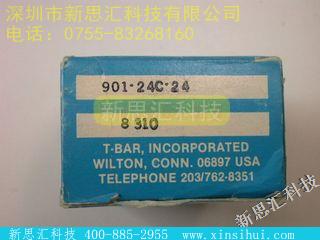 深圳市新思汇科技有限公司
电话：0755-83268160
901-24C-24
新思汇科技
8310
T-BAR, INCORPORATED
WILTON, CONN. 06897 USA
TELEPHONE 203/762-8351
新思汇科技
新思汇科技 400-885-2955 www.xinsihui.com